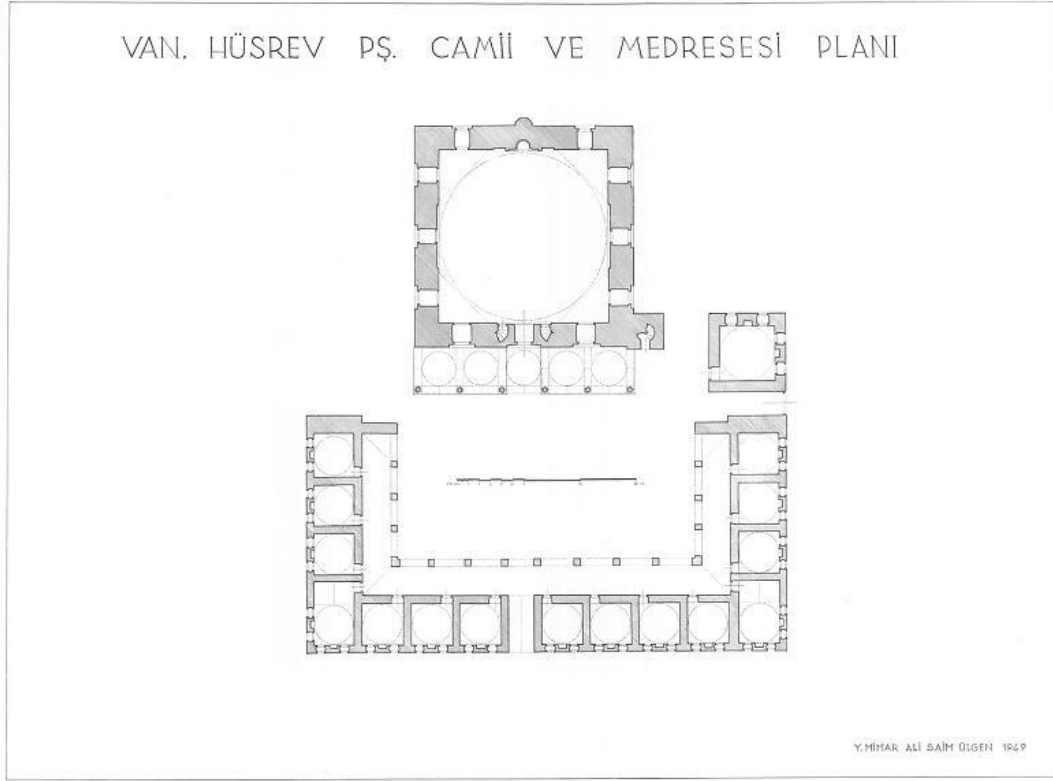 VAN. HÜSREV PŞ. CAMİİ VE MEDRESESİ PLANI
Y. MİMAR ALİ SAİM ÜLGEN 1949